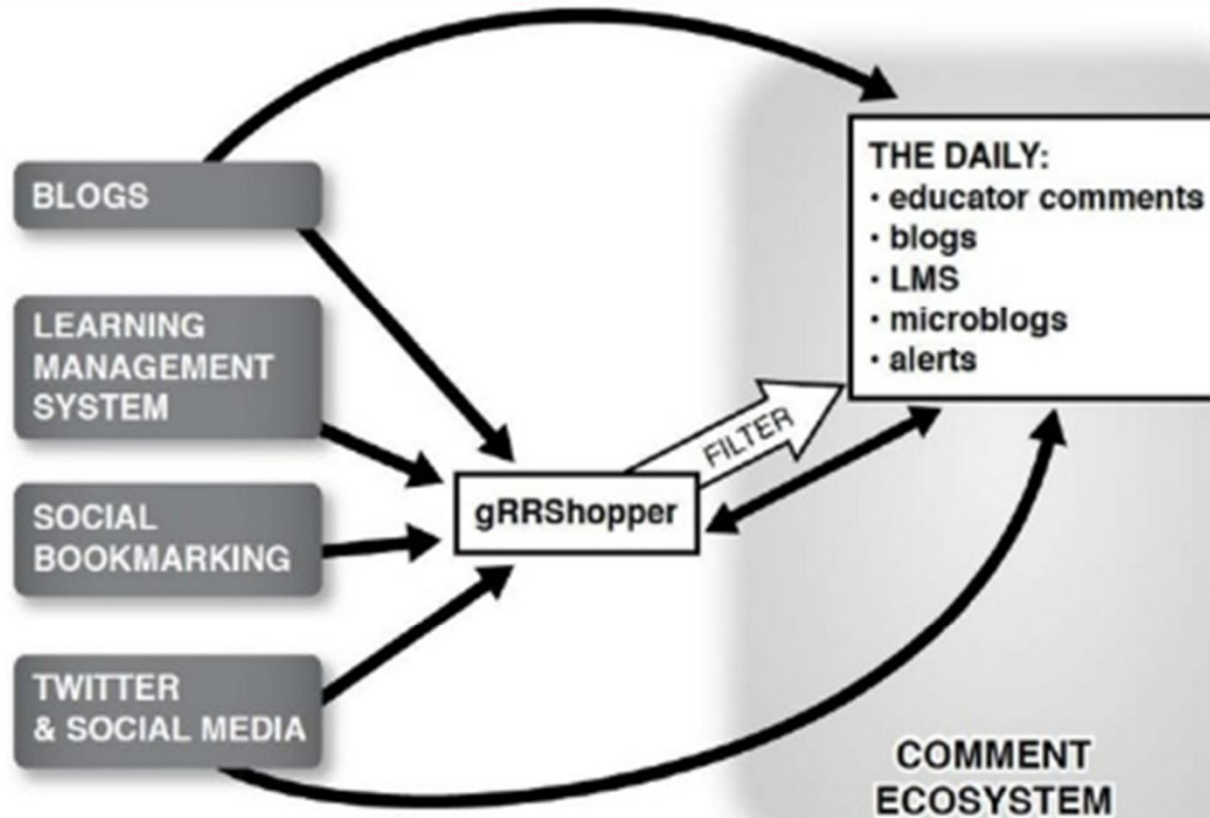 BLOGS
LEARNING
MANAGEMENT
SYSTEM
SOCIAL
BOOKMARKING
TWITTER
& SOCIAL MEDIA
gRRShopper
FILTER
THE DAILY:
· educator comments
· blogs
· LMS
· microblogs
· alerts
COMMENT
ECOSYSTEM